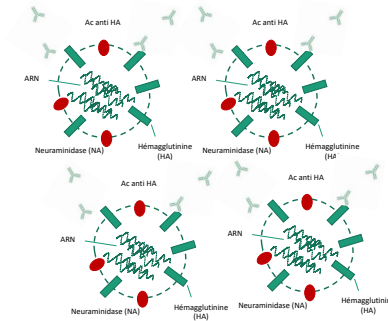 Ac anti HA
Ac anti HA
ARN
ARN
Neuraminidase (NA)
Hémagglutinine
(HA)
Neuraminidase (NA)
Hémagglutinine
(HA
Ac anti HA
Ac anti HA
ARN
ARN
Neuraminidase (NA)
Hémagglutinine
(HA)
Neuraminidase (NA)
Hémagglutinine
(HA)